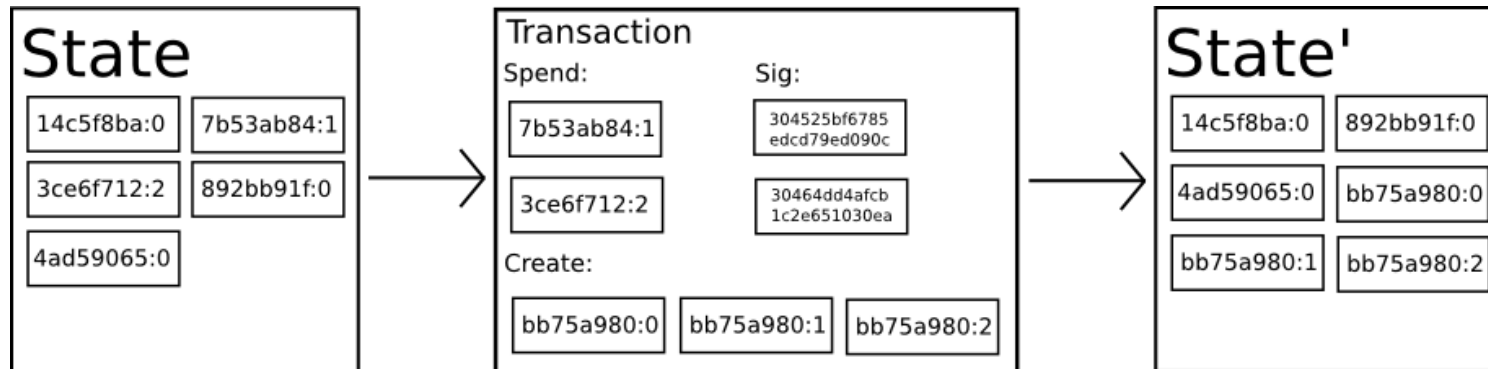 State
14c5f8ba:0 7b53ab84:1
3ce6f712:2 892bb91f:0
4ad59065:0
Transaction
Spend: Sig:
7b53ab84:1
304525bf6785
edcd79ed090c
3ce6f712:2
30464dd4afcb
1c2e651030ea
Create:
bb75a980:0 bb75a980:1 bb75a980:2
State'
14c5f8ba:0 892bb91f:0
4ad59065:0 bb75a980:0
bb75a980:1 bb75a980:2